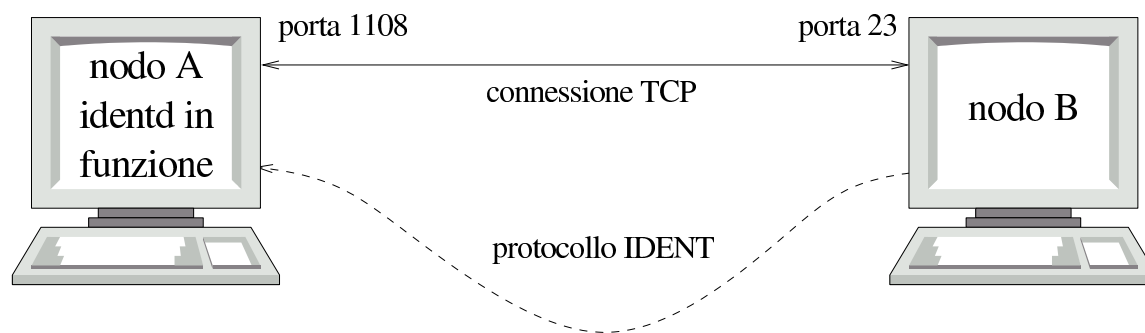 porta 1108
porta 23
nodo A
identd in
funzione
connessione TCP
nodo B
protocollo IDENT